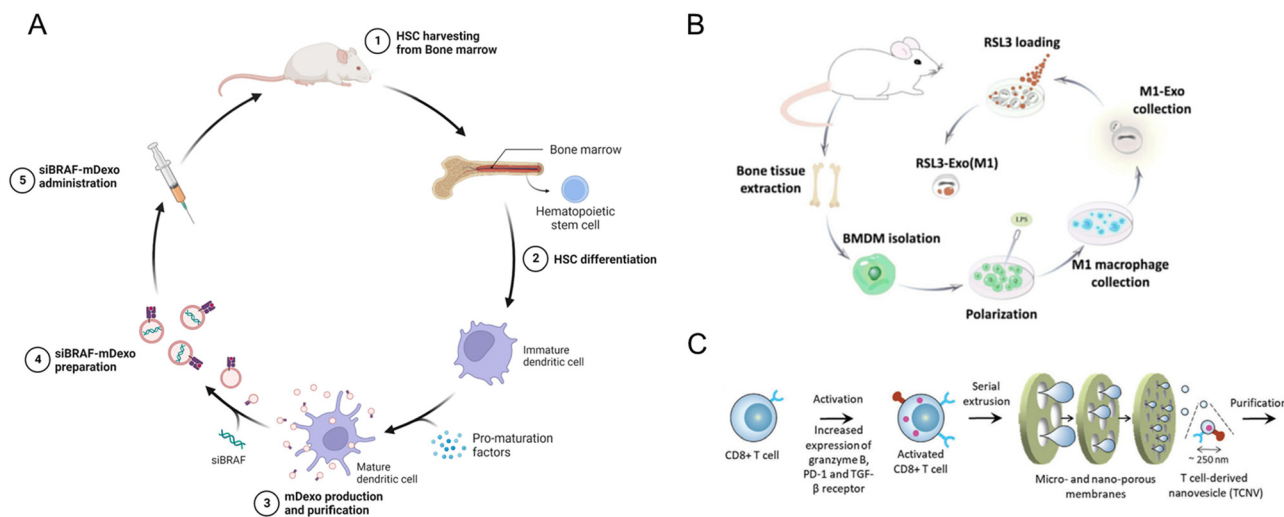 A
1 HSC harvesting
from Bone marrow
Bone marrow
Hematopoietic
stem cell
2 HSC differentiation
Immature
dendritic cell
Pro-maturation
factors
Mature
dendritic cell
3 mDexo production
and purification
siBRAF
4 siBRAF-mDexo
preparation
5 siBRAF-mDexo
administration
B
Bone tissue
extraction
BMDM isolation
LPS
Polarization
M1 macrophage
collection
M1-Exo
collection
RSL3 loading
RSL3-Exo(M1)
C
CD8+ T cell
Activation
Increased
expression of
granzyme B,
PD-1 and TGF-
β receptor
Activated
CD8+ T cell
Serial
extrusion
Micro- and nano-porous
membranes
~ 250 nm
T cell-derived
nanovesicle (TCNV)
Purification